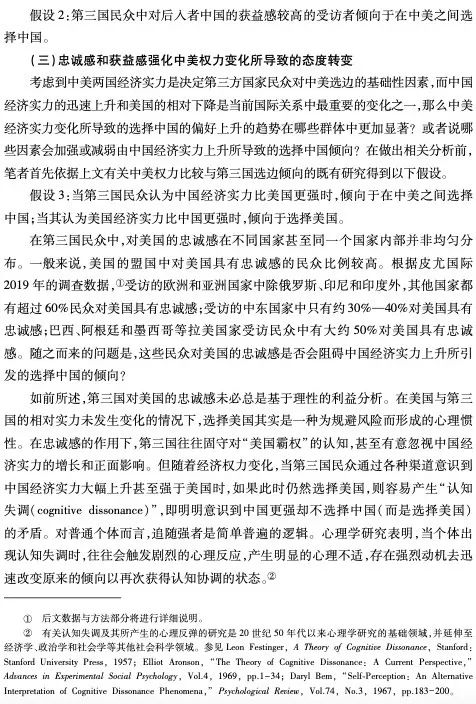 假设 2:第三国民众中对后入者中国的获益感较高的受访者倾向于在中美之间选
择中国。
(三)忠诚感和获益感强化中美权力变化所导致的态度转变
考虑到中美两国经济实力是决定第三方国家民众对中美选边的基础性因素,而中国
经济实力的迅速上升和美国的相对下降是当前国际关系中最重要的变化之一,那么中美
经济实力变化所导致的选择中国的偏好上升的趋势在哪些群体中更加显著?或者说哪
些因素会加强或减弱由中国经济实力上升所导致的选择中国倾向?在做出相关分析前,
笔者首先依据上文有关中美权力比较与第三国选边倾向的既有研究得到以下假设。
假设 3:当第三国民众认为中国经济实力比美国更强时,倾向于在中美之间选择
中国;当其认为美国经济实力比中国更强时,倾向于选择美国。
在第三国民众中,对美国的忠诚感在不同国家甚至同一个国家内部并非均匀分
布。一般来说,美国的盟国中对美国具有忠诚感的民众比例较高。根据皮尤国际
2019 年的调查数据,①受访的欧洲和亚洲国家中除俄罗斯、印尼和印度外,其他国家都
有超过 60%民众对美国具有忠诚感;受访的中东国家中只有约 30%—40%对美国具有
忠诚感;巴西、阿根廷和墨西哥等拉美国家受访民众中有大约 50%对美国具有忠诚
感。随之而来的问题是,这些民众对美国的忠诚感是否会阻碍中国经济实力上升所引
发的选择中国的倾向?
如前所述,第三国对美国的忠诚感未必总是基于理性的利益分析。在美国与第三
国的相对实力未发生变化的情况下,选择美国其实是一种为规避风险而形成的心理惯
性。在忠诚感的作用下,第三国往往固守对“美国霸权”的认知,甚至有意忽视中国经
济实力的增长和正面影响。但随着经济权力变化,当第三国民众通过各种渠道意识到
中国经济实力大幅上升甚至强于美国时,如果此时仍然选择美国,则容易产生“认知
失调(cognitive dissonance)”,即明明意识到中国更强却不选择中国(而是选择美国)
的矛盾。对普通个体而言,追随强者是简单普遍的逻辑。心理学研究表明,当个体出
现认知失调时,往往会触发剧烈的心理反应,产生明显的心理不适,存在强烈动机去迅
速改变原来的倾向以再次获得认知协调的状态。②
① 后文数据与方法部分将进行详细说明。
② 有关认知失调及其所产生的心理反弹的研究是 20 世纪 50 年代以来心理学研究的基础领域,并延伸至
经济学、政治学和社会学等其他社会科学领域。参见 Leon Festinger, A Theory of Cognitive Dissonance, Stanford:
Stanford University Press, 1957; Elliot Aronson, “The Theory of Cognitive Dissonance: A Current Perspective,”
Advances in Experimental Social Psychology, Vol.4, 1969, pp.1-34; Daryl Bem, “Self-Perception: An Alternative
Interpretation of Cognitive Dissonance Phenomena,” Psychological Review, Vol.74, No.3, 1967, pp.183-200。